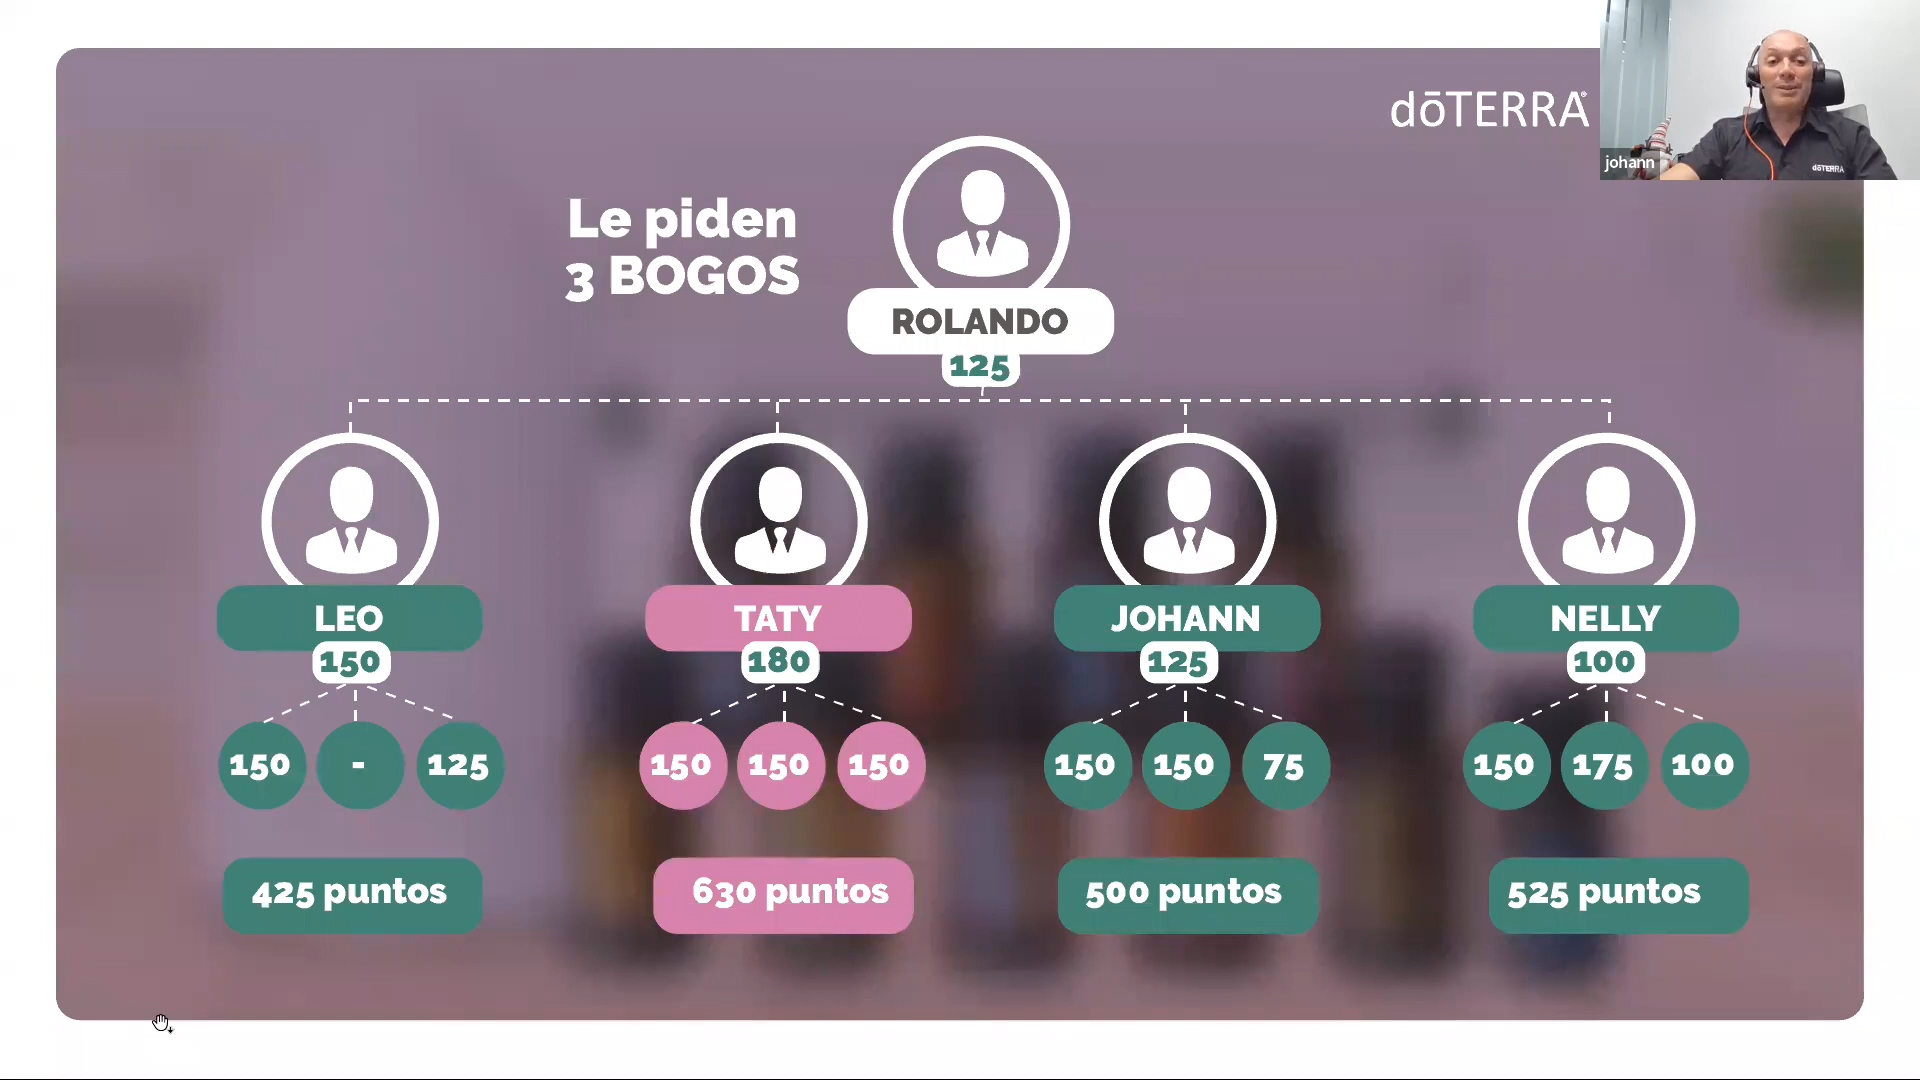 dōTERRA®
johann
dōTERRA
Le piden
3 BOGOS
ROLANDO
125
LEO
TATY
JOHANN
NELLY
150
180
125
100
150 - 125
150 150 150
150 150 75
150 175 100
425 puntos
630 puntos
500 puntos
525 puntos